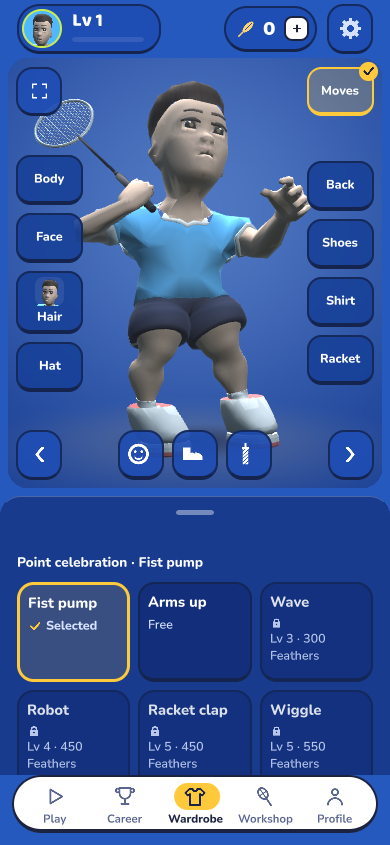 Lv 1
0
+
Moves
Body
Back
Face
Shoes
Hair
Shirt
Hat
Racket
Point celebration · Fist pump
Fist pump
Selected
Arms up
Free
Wave
Lv 3 · 300
Feathers
Robot
Lv 4 · 450
Feathers
Racket clap
Lv 5 · 450
Feathers
Wiggle
Lv 5 · 550
Feathers
Play
Career
Wardrobe
Workshop
Profile